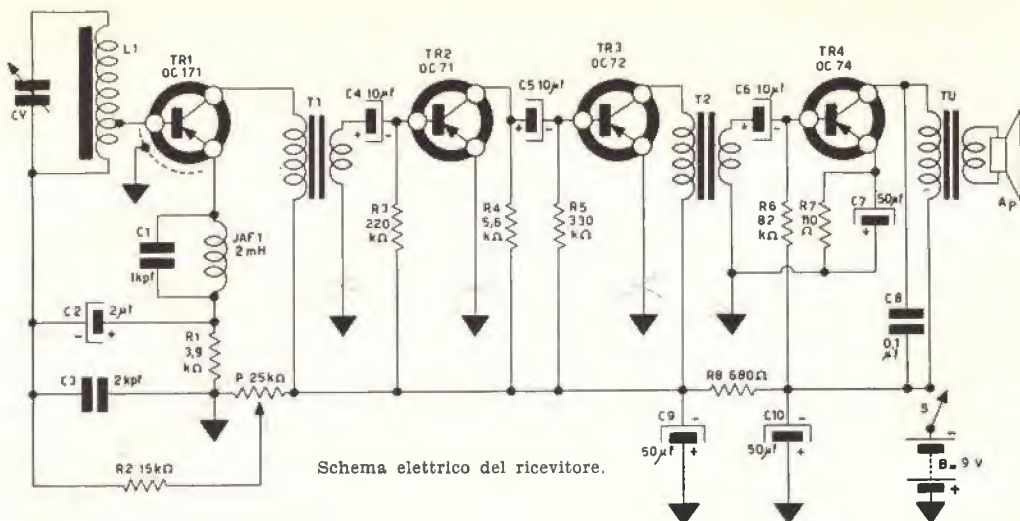 L1
CV
TR1
OC 171
T1
C4 10µf
+
-
TR2
OC 71
C5 10µf
+
-
TR3
OC 72
T2
C6 10µf
+
-
TR4
OC 74
TU
AP
C1
1kpf
JAF1
2mH
R3
220
kΩ
R4
5,6
kΩ
R5
330
kΩ
R6
82
kΩ
R7
110
Ω
C7
50µf
+
C2
2µf
-
+
R1
3,9
kΩ
C8
0,1
µf
C3
2kpf
P 25kΩ
R8 680Ω
S
R2 15kΩ
C9
-
50µf
+
C10
-
50µf
+
-
B= 9 V
+
Schema elettrico del ricevitore.